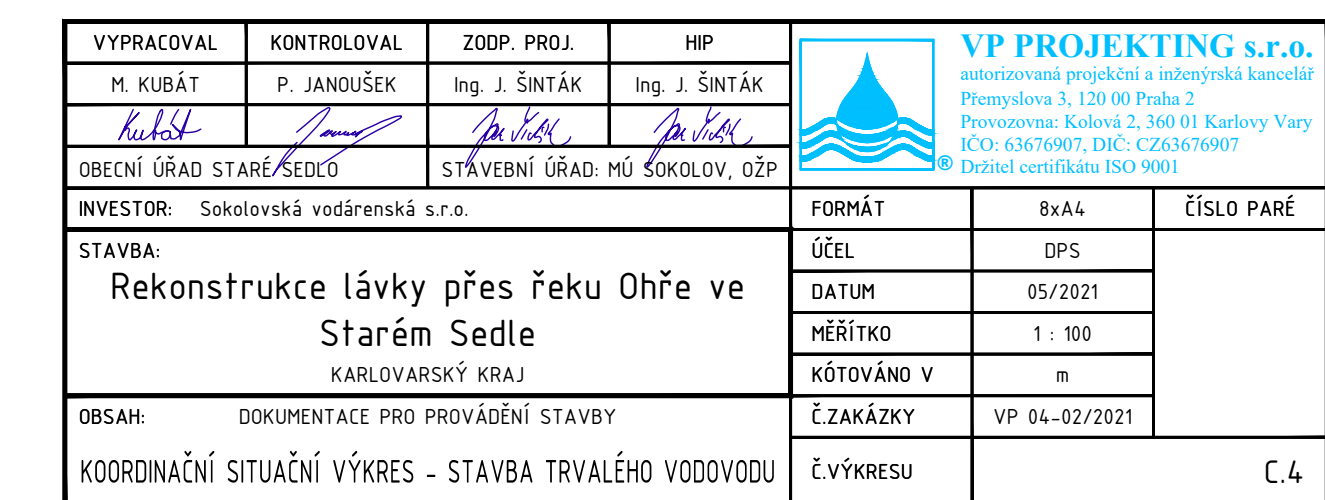 VYPRACOVAL KONTROLOVAL ZODP. PROJ. HIP
M. KUBÁT P. JANOUŠEK Ing. J. ŠINTÁK Ing. J. ŠINTÁK
Kubát
OBECNÍ ÚŘAD STARÉ SEDLO STAVEBNÍ ÚŘAD: MÚ SOKOLOV, OŽP
VP PROJEKTING s.r.o.
autorizovaná projekční a inženýrská kancelář
Přemyslova 3, 120 00 Praha 2
Provozovna: Kolová 2, 360 01 Karlovy Vary
IČO: 63676907, DIČ: CZ63676907
® Držitel certifikátu ISO 9001
INVESTOR: Sokolovská vodárenská s.r.o.
STAVBA:
Rekonstrukce lávky přes řeku Ohře ve
Starém Sedle
KARLOVARSKÝ KRAJ
OBSAH: DOKUMENTACE PRO PROVÁDĚNÍ STAVBY
KOORDINAČNÍ SITUAČNÍ VÝKRES - STAVBA TRVALÉHO VODOVODU
FORMÁT 8xA4 ČÍSLO PARÉ
ÚČEL DPS
DATUM 05/2021
MĚŘÍTKO 1 : 100
KÓTOVÁNO V m
Č.ZAKÁZKY VP 04-02/2021
Č.VÝKRESU C.4